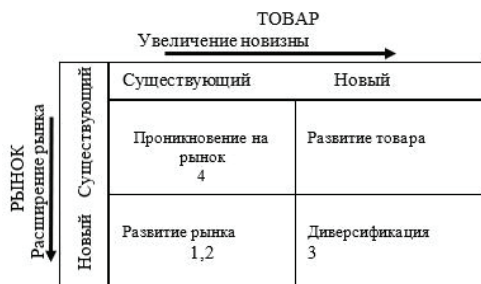 ТОВАР
Увеличение новизны
Существующий Новый
РЫНОК
Расширение рынка
Существующий
Проникновение на рынок
4
Развитие товара
Новый
Развитие рынка
1,2
Диверсификация
3